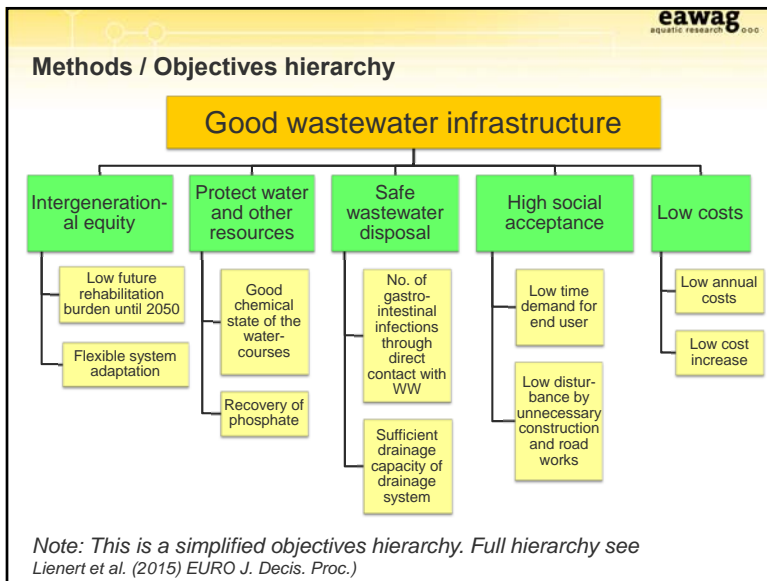 eawag
aquatic research ooo
Methods / Objectives hierarchy
Good wastewater infrastructure
Intergeneration-
al equity
Protect water
and other
resources
Safe
wastewater
disposal
High social
acceptance
Low costs
Low future
rehabilitation
burden until 2050
Flexible system
adaptation
Good
chemical
state of the
water-
courses
Recovery of
phosphate
No. of
gastro-
intestinal
infections
through
direct
contact with
WW
Sufficient
drainage
capacity of
drainage
system
Low time
demand for
end user
Low distur-
bance by
unnecessary
construction
and road
works
Low annual
costs
Low cost
increase
Note: This is a simplified objectives hierarchy. Full hierarchy see
Lienert et al. (2015) EURO J. Decis. Proc.)